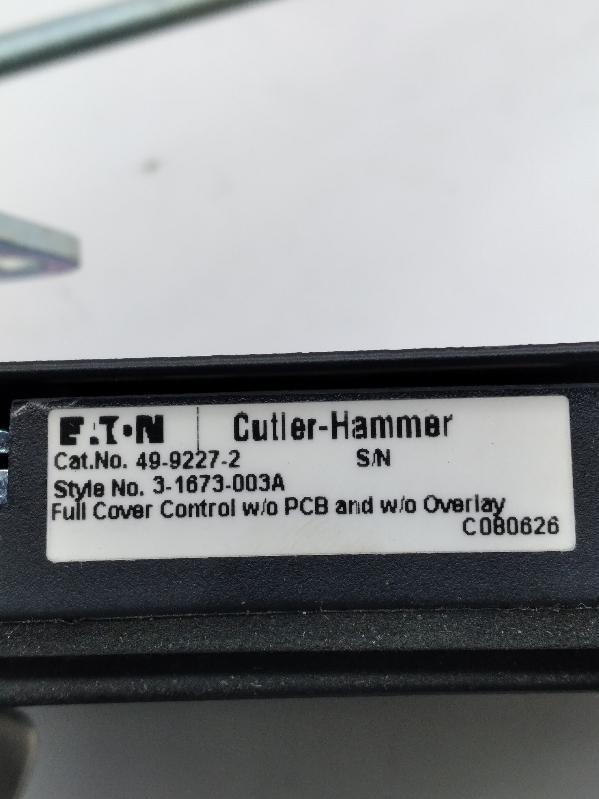 EATON Cutler-Hammer
Cat.No. 49-9227-2 S/N
Style No. 3-1673-003A
Full Cover Control w/o PCB and w/o Overlay
C080626